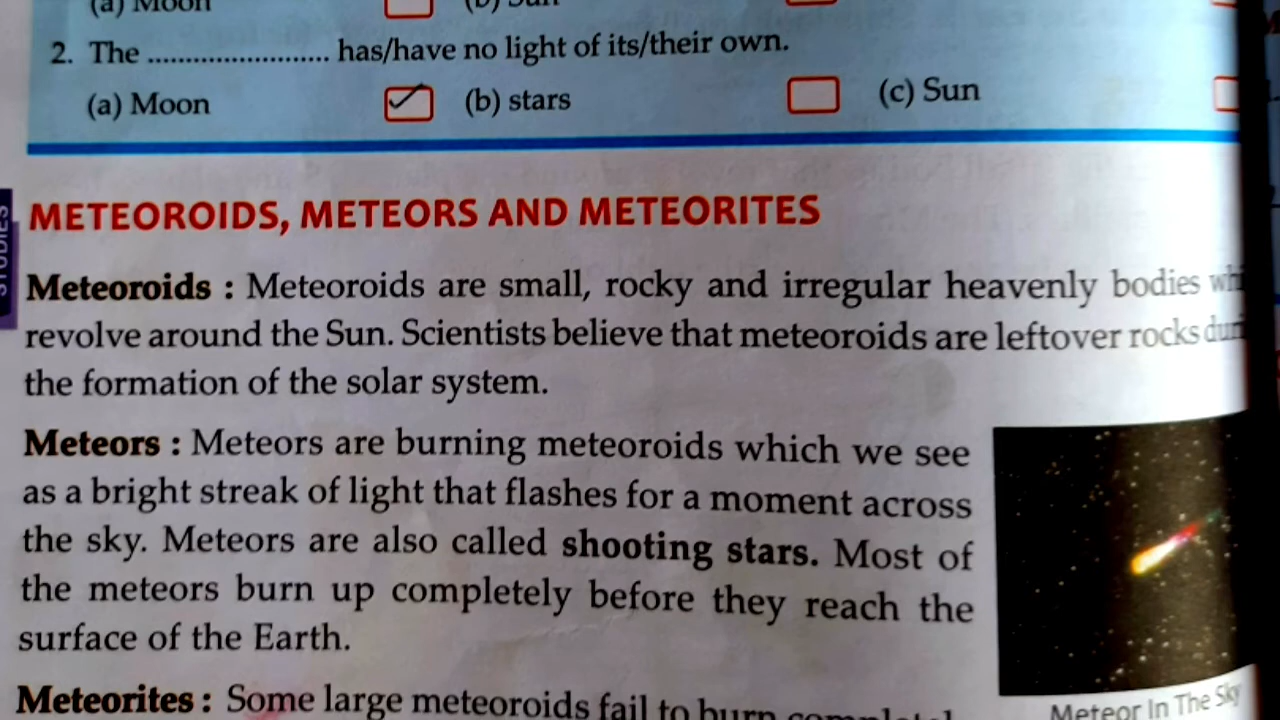 (a) Moon (b) Sun
2. The ........................ has/have no light of its/their own.
(a) Moon (b) stars (c) Sun
STUDIES
METEOROIDS, METEORS AND METEORITES
Meteoroids : Meteoroids are small, rocky and irregular heavenly bodies
revolve around the Sun. Scientists believe that meteoroids are leftover rocks
the formation of the solar system.
Meteors : Meteors are burning meteoroids which we see
as a bright streak of light that flashes for a moment across
the sky. Meteors are also called shooting stars. Most of
the meteors burn up completely before they reach the
surface of the Earth.
Meteor In The Sky
Meteorites : Some large meteoroids fail to burn